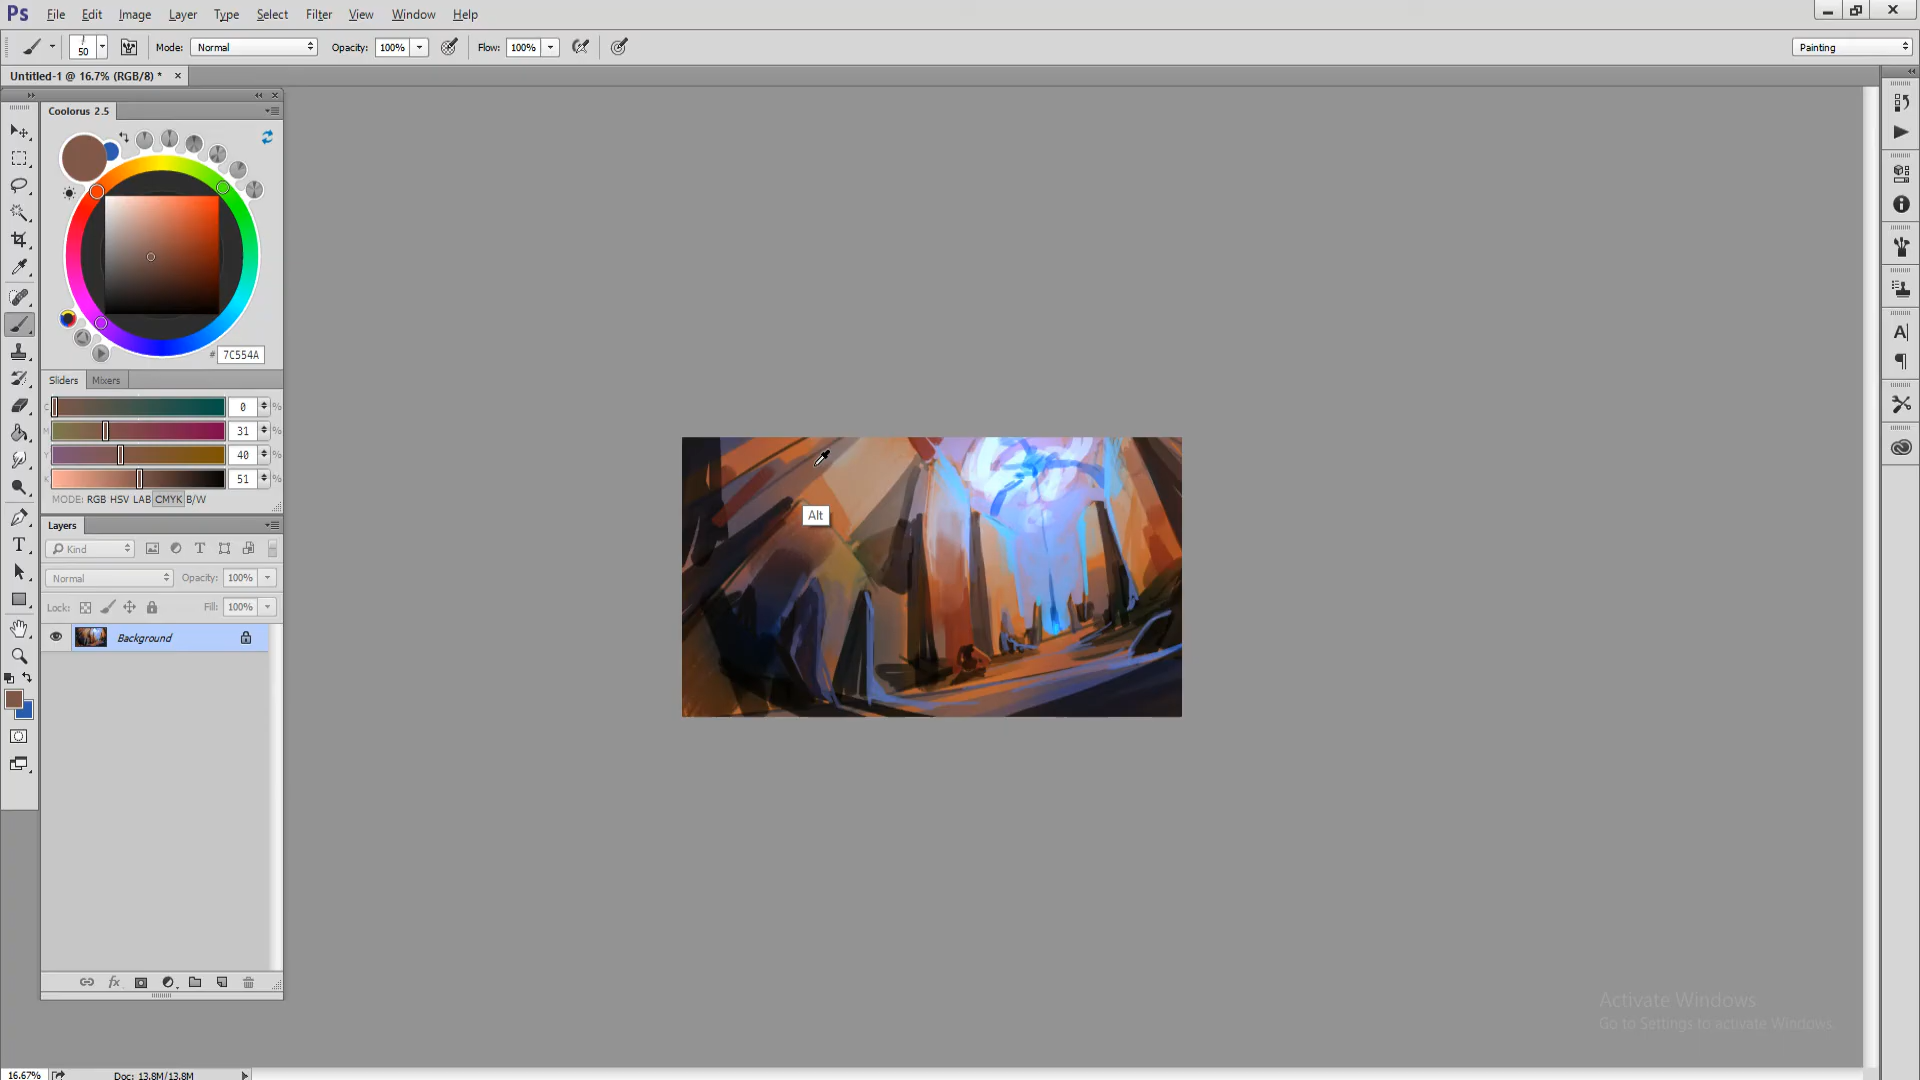 Ps File Edit Image Layer Type Select Filter View Window Help
50 Mode: Normal Opacity: 100% Flow: 100% Painting
Untitled-1 @ 16.7% (RGB/8) * ×
Coolorus 2.5
# 7C554A
Sliders Mixers
C 0 %
M 31 %
Y 40 %
K 51 %
MODE: RGB HSV LAB CMYK B/W
Layers
Kind
Normal Opacity: 100%
Lock: Fill: 100%
Background
fx
Alt
Activate Windows
Go to Settings to activate Windows.
16.67% Doc: 13.8M/13.8M